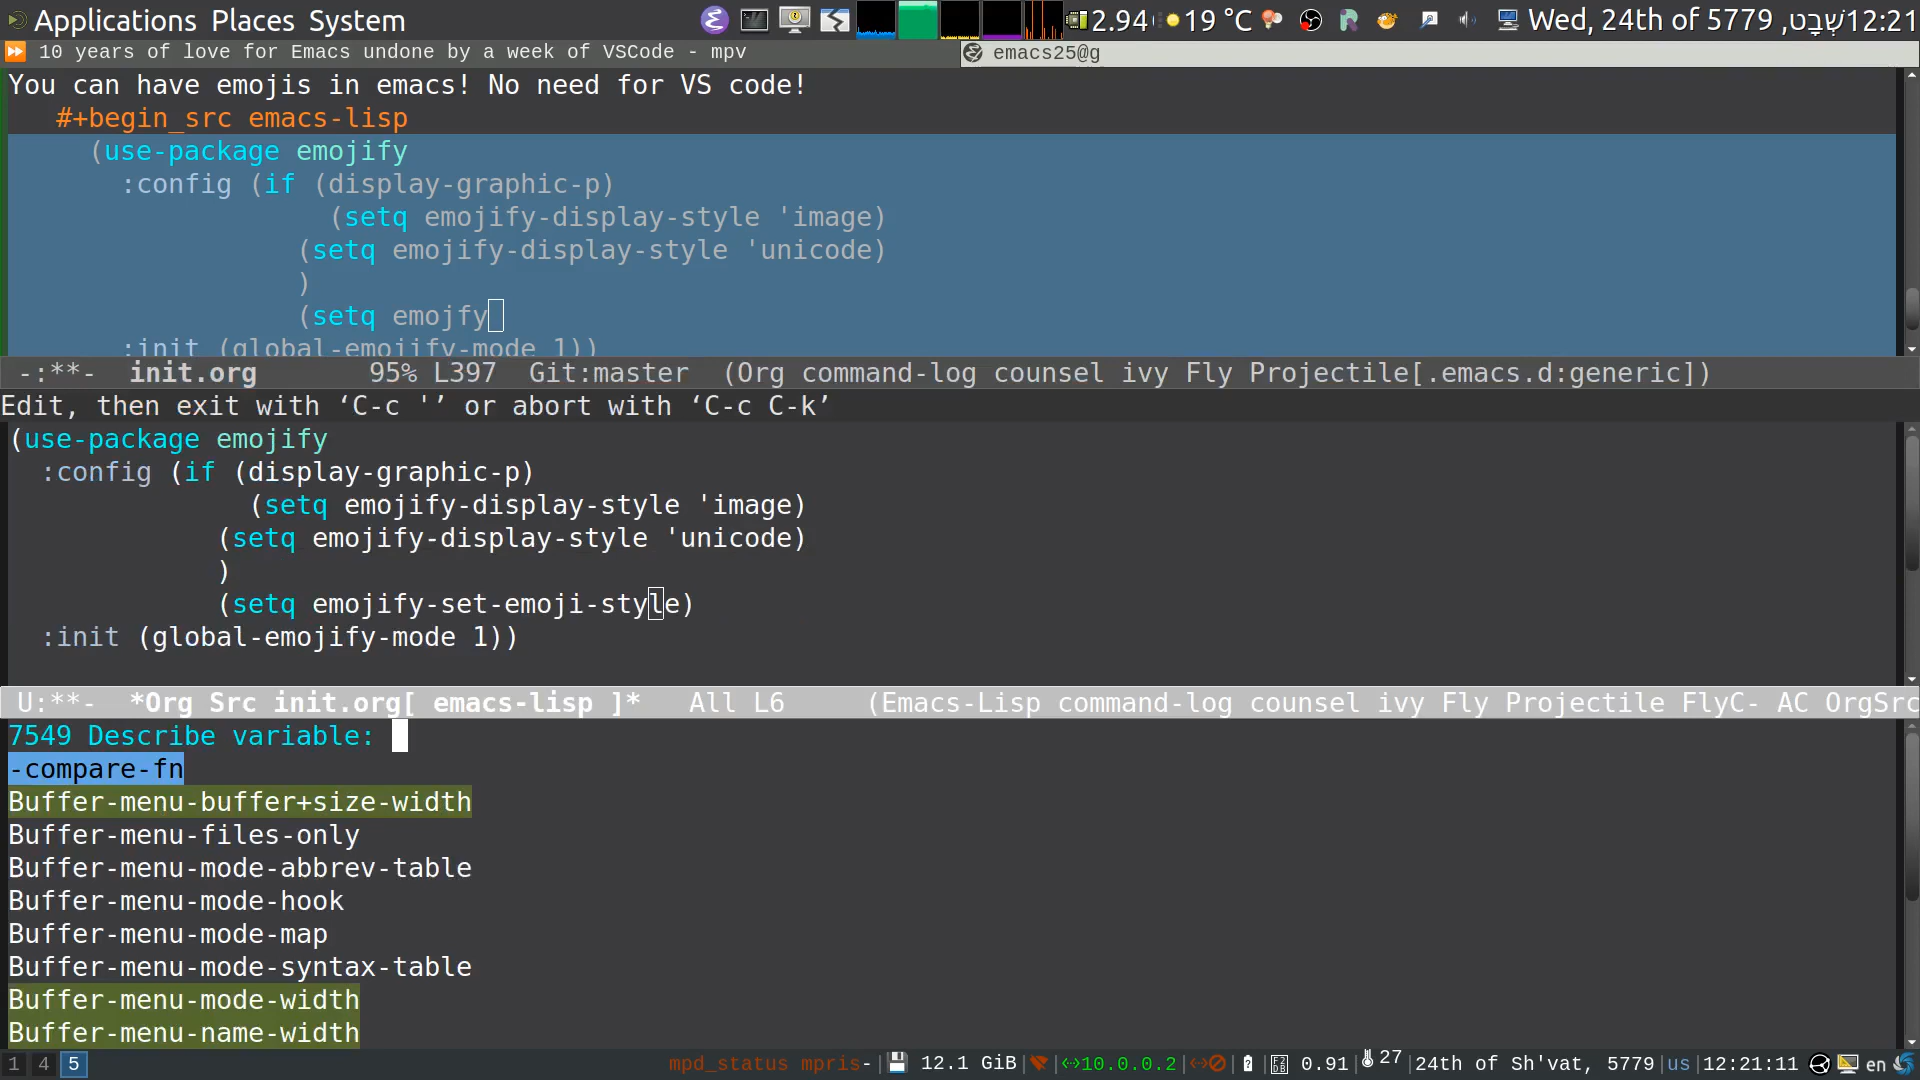 Applications Places System 2.94 19 °C Wed, 24th of 5779 ,שְׁבָט 12:21
10 years of love for Emacs undone by a week of VSCode - mpv emacs25@g
You can have emojis in emacs! No need for VS code!
#+begin_src emacs-lisp
(use-package emojify
:config (if (display-graphic-p)
(setq emojify-display-style 'image)
(setq emojify-display-style 'unicode)
)
(setq emojfy
:init (global-emojify-mode 1))
-:**- init.org 95% L397 Git:master (Org command-log counsel ivy Fly Projectile[.emacs.d:generic])
Edit, then exit with ‘C-c '’ or abort with ‘C-c C-k’
(use-package emojify
:config (if (display-graphic-p)
(setq emojify-display-style 'image)
(setq emojify-display-style 'unicode)
)
(setq emojify-set-emoji-style)
:init (global-emojify-mode 1))
U:**- *Org Src init.org[ emacs-lisp ]* All L6 (Emacs-Lisp command-log counsel ivy Fly Projectile FlyC- AC OrgSrc
7549 Describe variable:
-compare-fn
Buffer-menu-buffer+size-width
Buffer-menu-files-only
Buffer-menu-mode-abbrev-table
Buffer-menu-mode-hook
Buffer-menu-mode-map
Buffer-menu-mode-syntax-table
Buffer-menu-mode-width
Buffer-menu-name-width
1 4 5 mpd_status mpris- 12.1 GiB 10.0.0.2 0.91 27 24th of Sh'vat, 5779 us 12:21:11 en